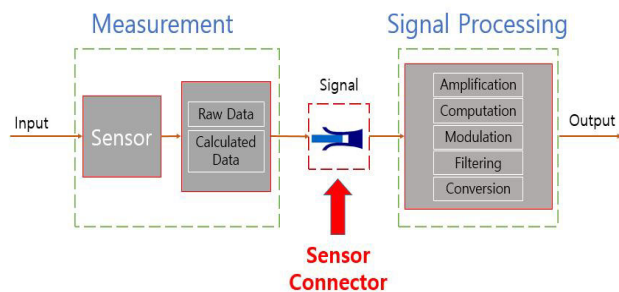 Measurement
Signal Processing
Input
Sensor
Raw Data
Calculated
Data
Signal
Sensor
Connector
Amplification
Computation
Modulation
Filtering
Conversion
Output